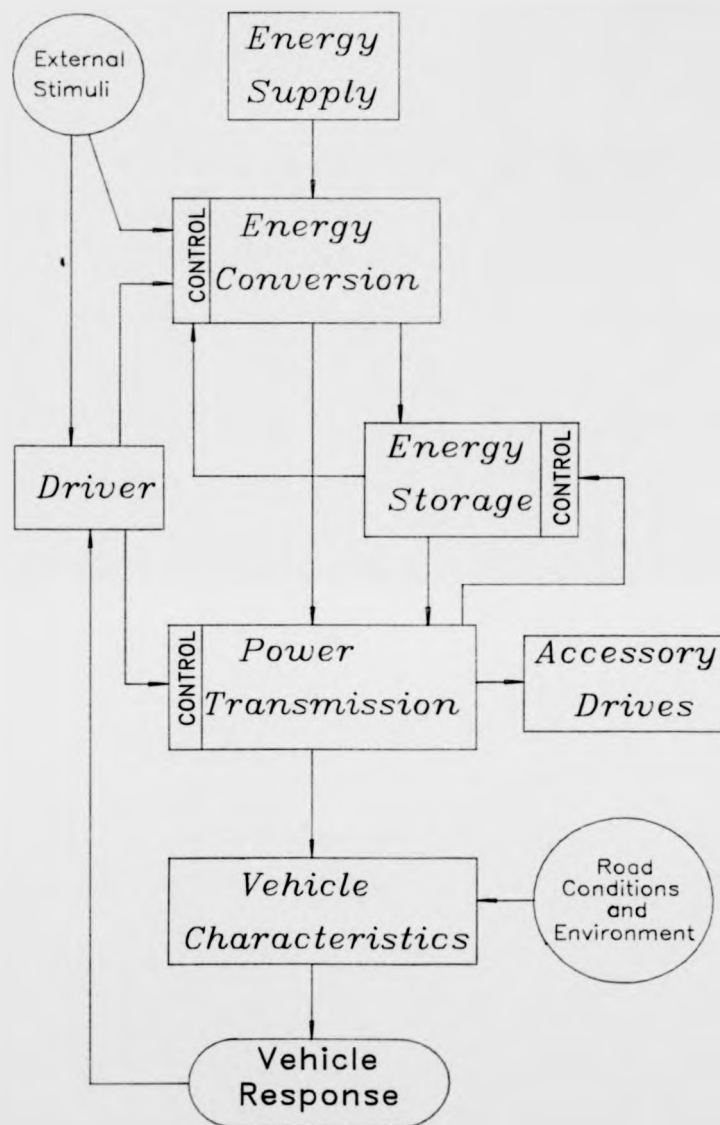 External
Stimuli
Energy
Supply
CONTROL
Energy
Conversion
Driver
Energy
Storage
CONTROL
CONTROL
Power
Transmission
Accessory
Drives
Vehicle
Characteristics
Road
Conditions
and
Environment
Vehicle
Response